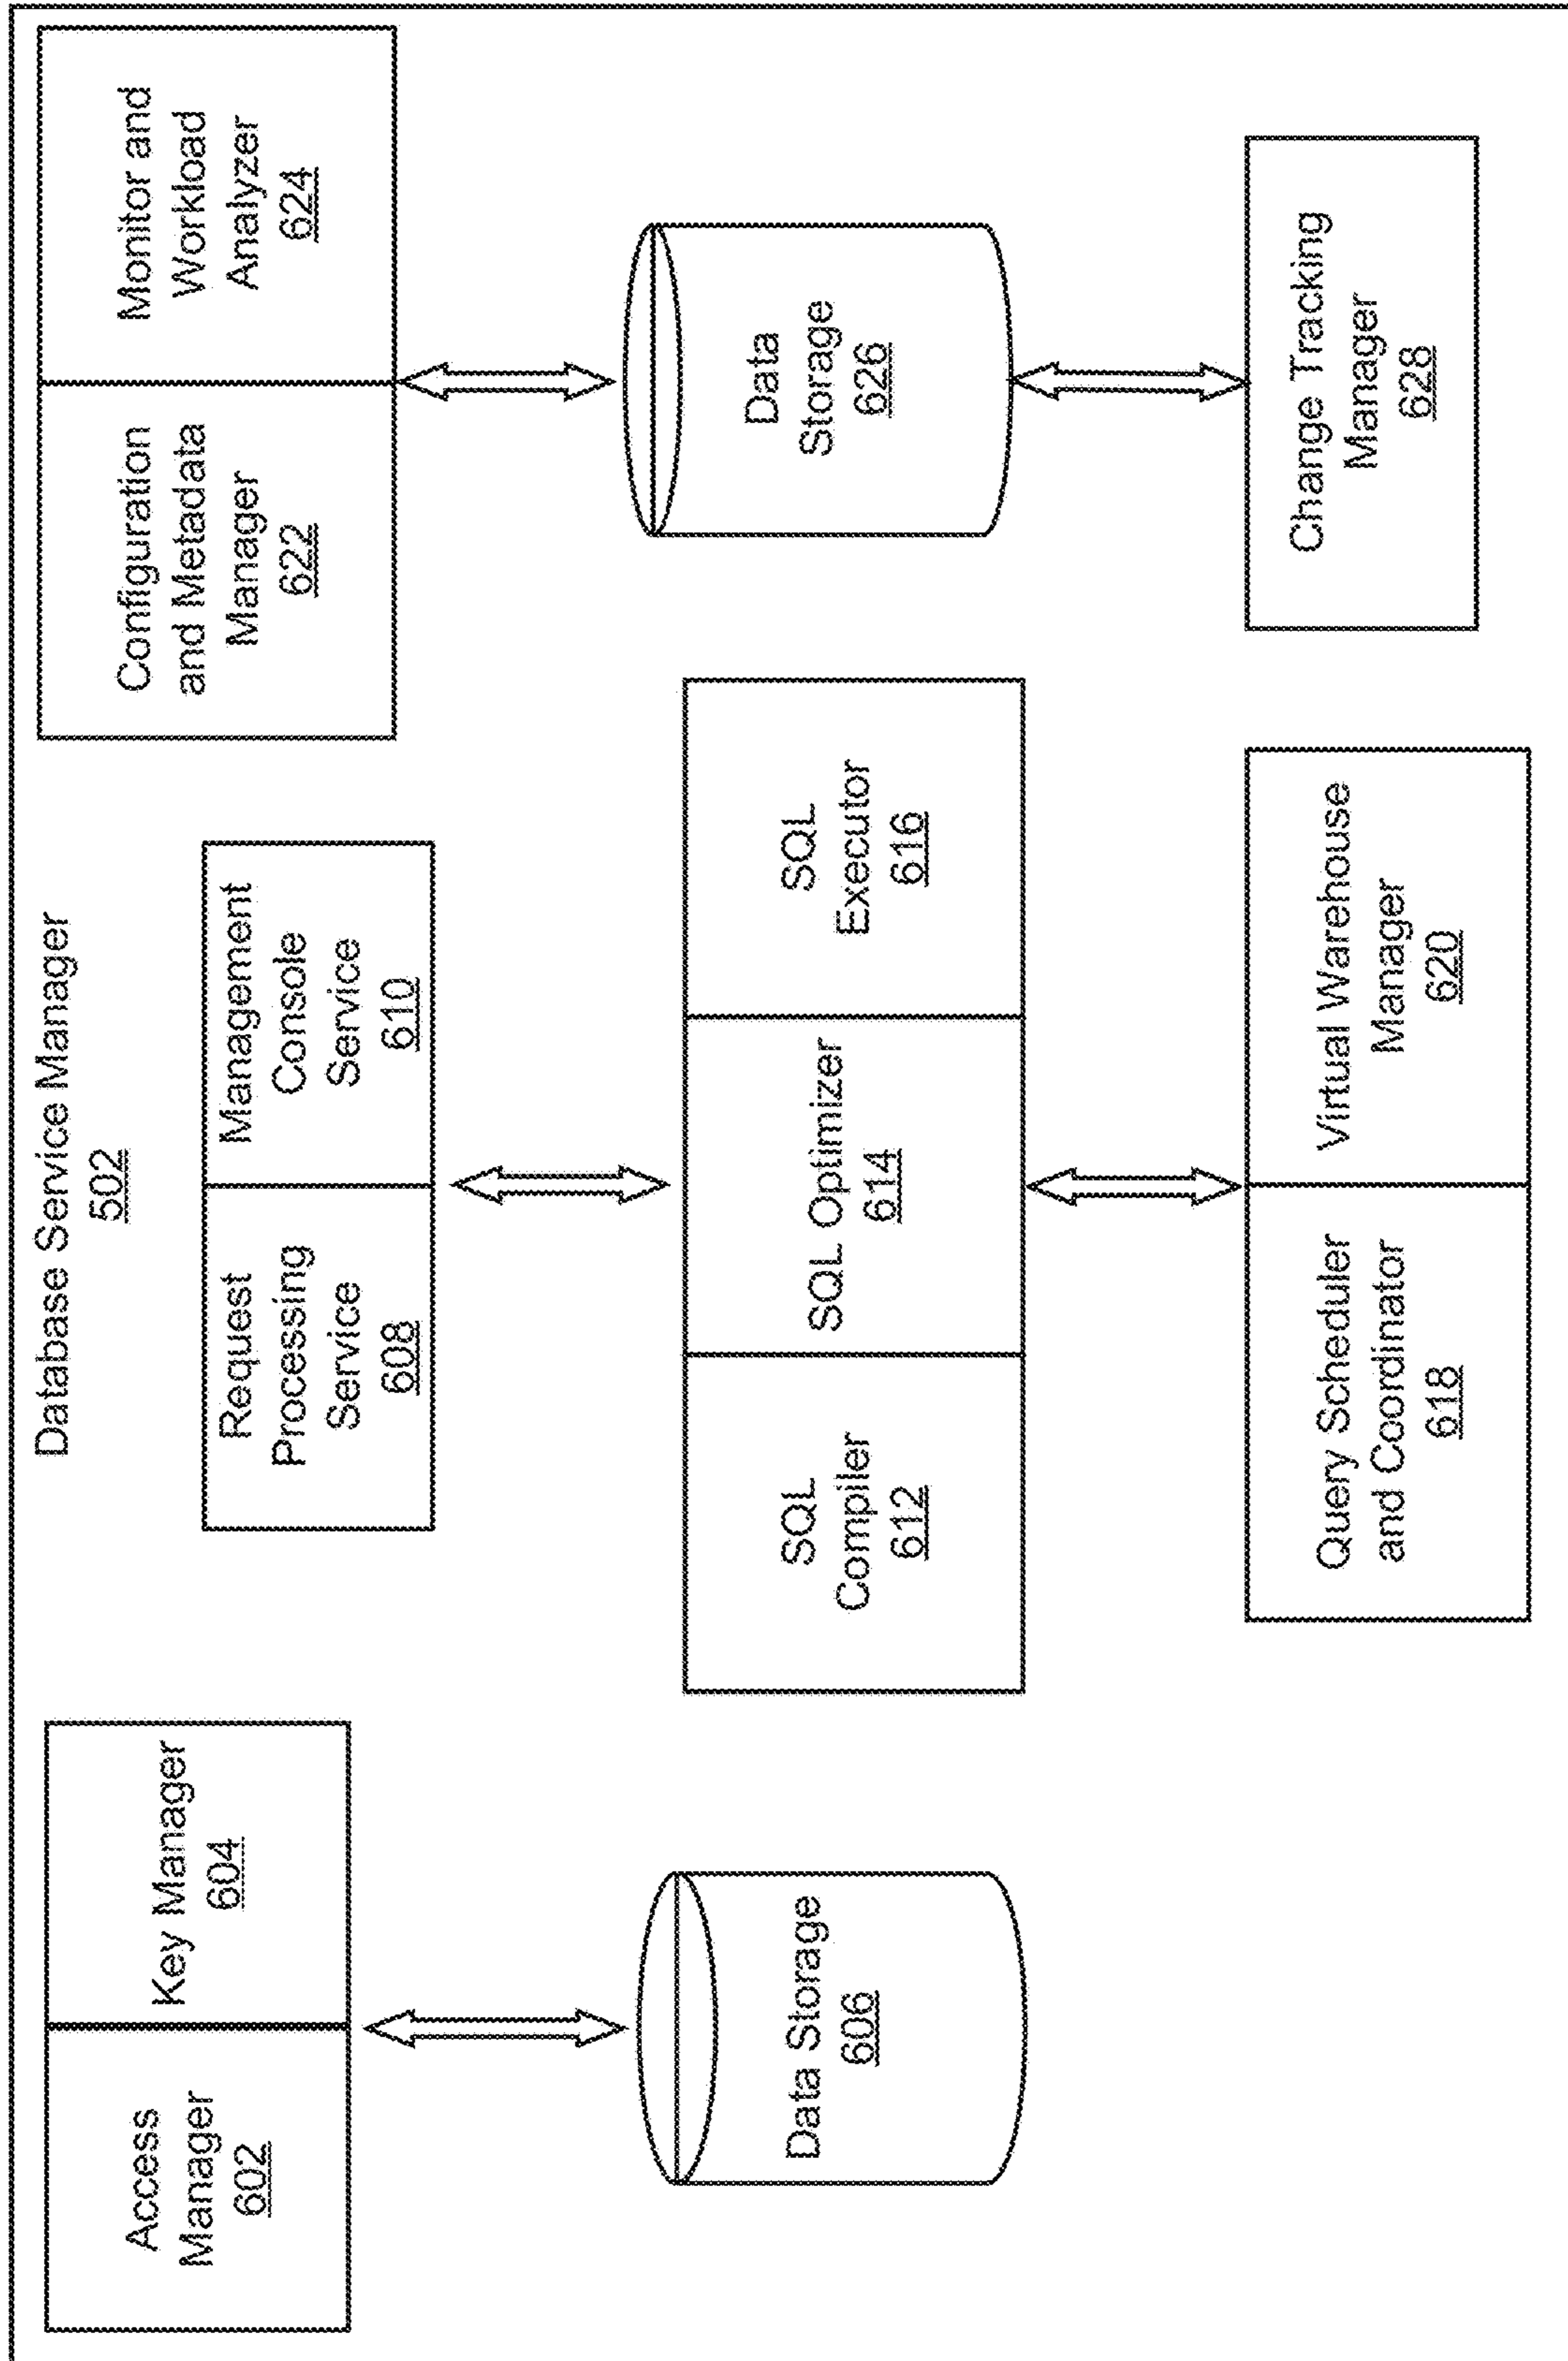 Database Service Manager
502
Access
Manager
602
Key Manager
604
Data Storage
606
Request
Processing
Service
608
Management
Console
Service
610
SQL
Compiler
612
SQL Optimizer
614
SQL
Executor
616
Query Scheduler
and Coordinator
618
Virtual Warehouse
Manager
620
Configuration
and Metadata
Manager
622
Monitor and
Workload
Analyzer
624
Data
Storage
626
Change Tracking
Manager
628